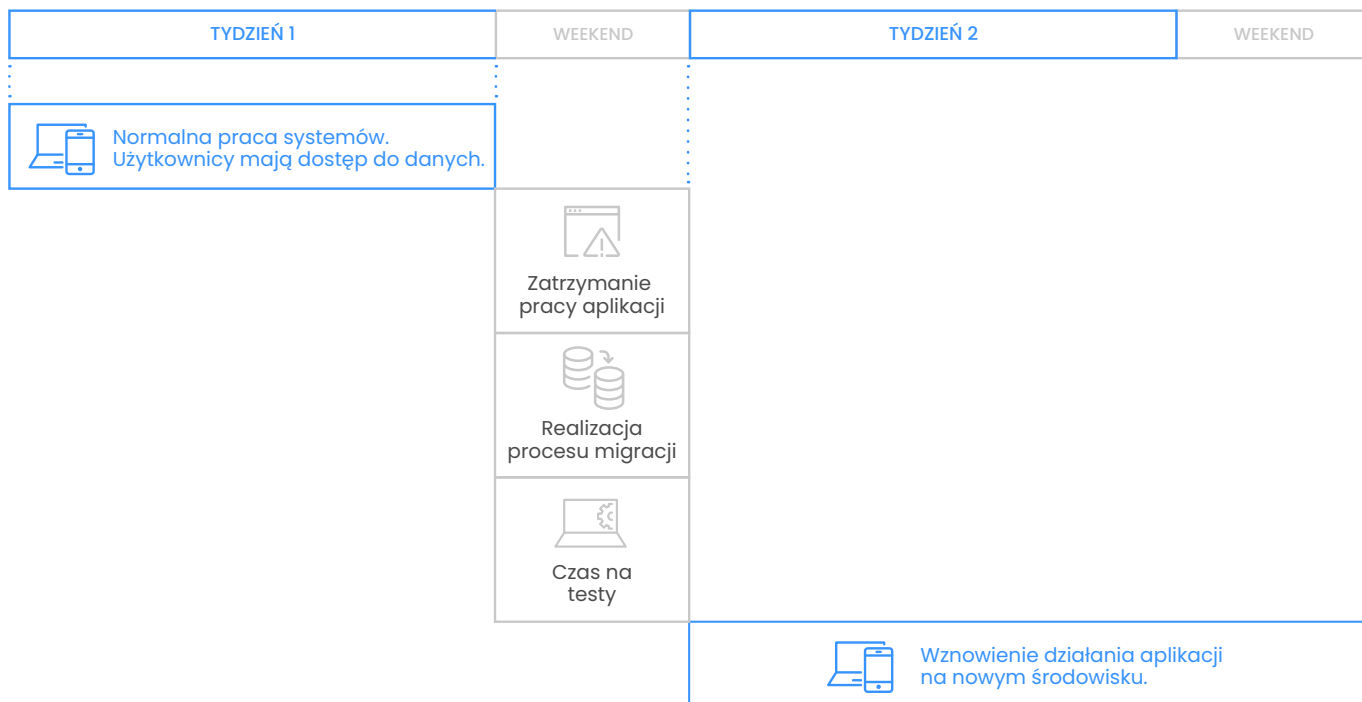 TYDZIEŃ 1
WEEKEND
TYDZIEŃ 2
WEEKEND
Normalna praca systemów.
Użytkownicy mają dostęp do danych.
Zatrzymanie
pracy aplikacji
Realizacja
procesu migracji
Czas na
testy
Wznowienie działania aplikacji
na nowym środowisku.